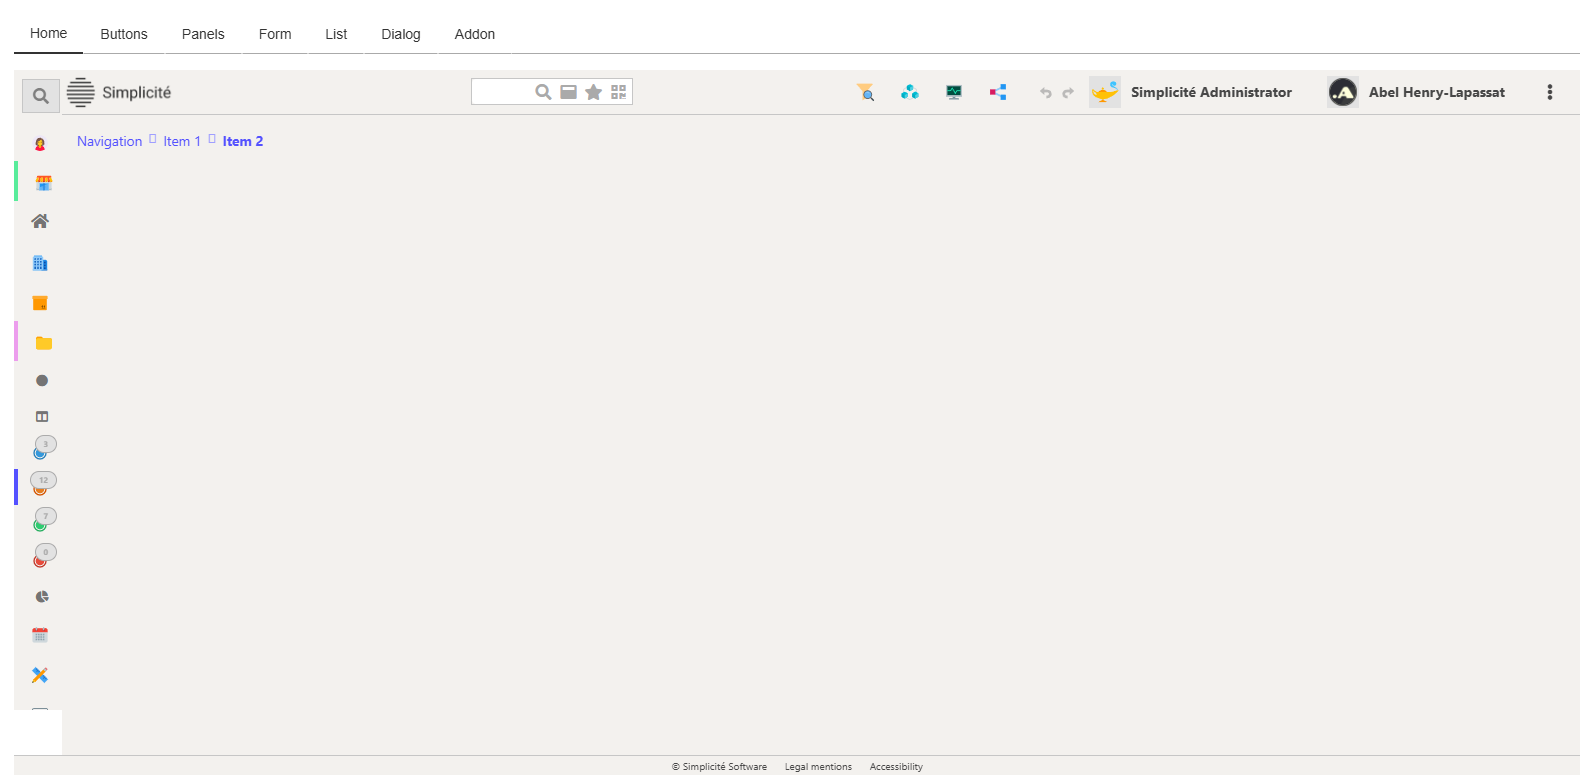 Home Buttons Panels Form List Dialog Addon
Simplicité Simplicité Administrator .A Abel Henry-Lapassat
Navigation Item 1 Item 2
3
12
7
0
© Simplicité Software Legal mentions Accessibility